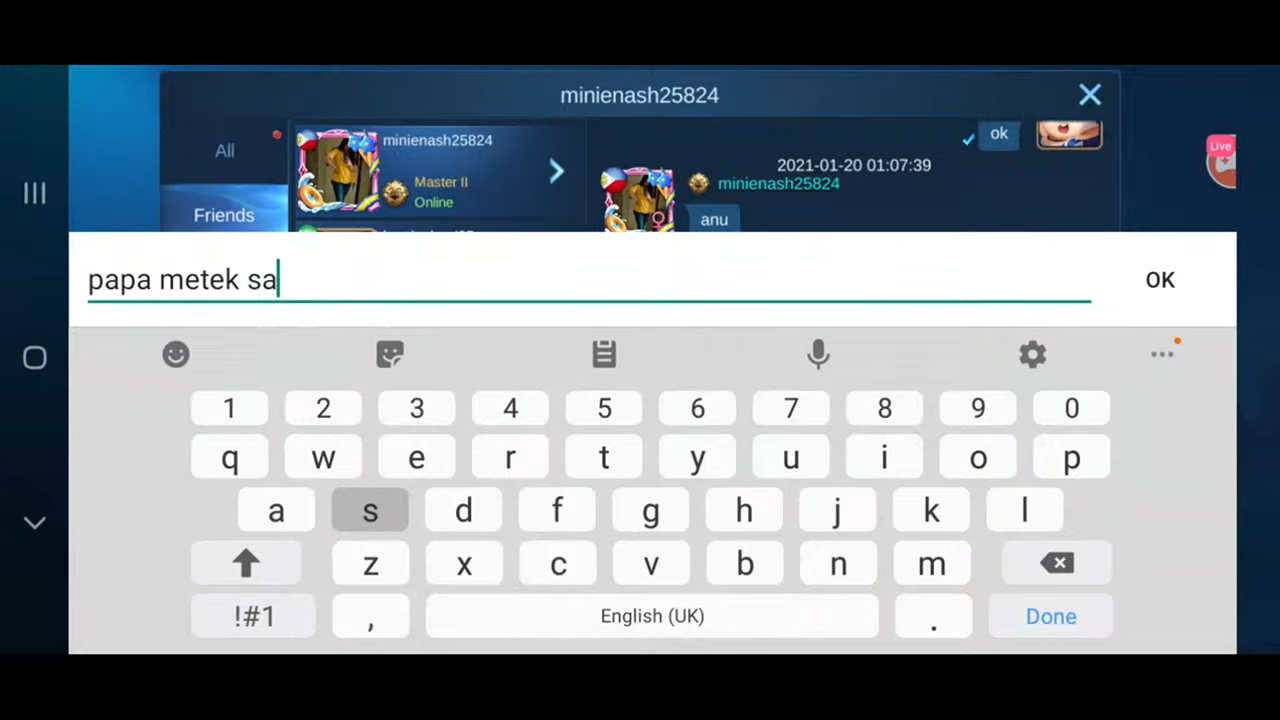 minienash25824
All
minienash25824
Master II
Online
ok
2021-01-20 01:07:39
minienash25824
anu
Live
Friends
papa metek sa
OK
1 2 3 4 5 6 7 8 9 0
q w e r t y u i o p
a s d f g h j k l
z x c v b n m
!#1 , English (UK) . Done